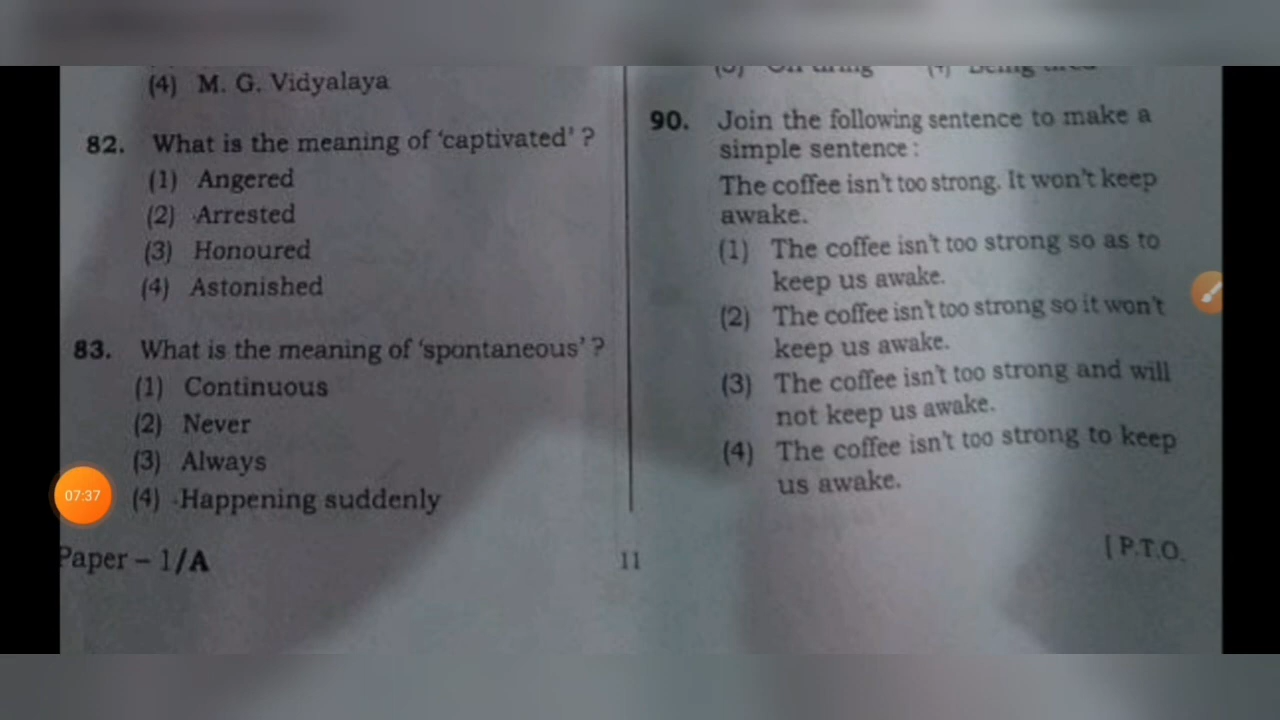 (4) M. G. Vidyalaya
82. What is the meaning of 'captivated' ?
(1) Angered
(2) Arrested
(3) Honoured
(4) Astonished
83. What is the meaning of 'spontaneous' ?
(1) Continuous
(2) Never
(3) Always
(4) Happening suddenly
07:37
Paper – 1/A
11
90. Join the following sentence to make a
simple sentence :
The coffee isn't too strong. It won't keep
awake.
(1) The coffee isn't too strong so as to
keep us awake.
(2) The coffee isn't too strong so it won't
keep us awake.
(3) The coffee isn't too strong and will
not keep us awake.
(4) The coffee isn't too strong to keep
us awake.
[ P.T.O.